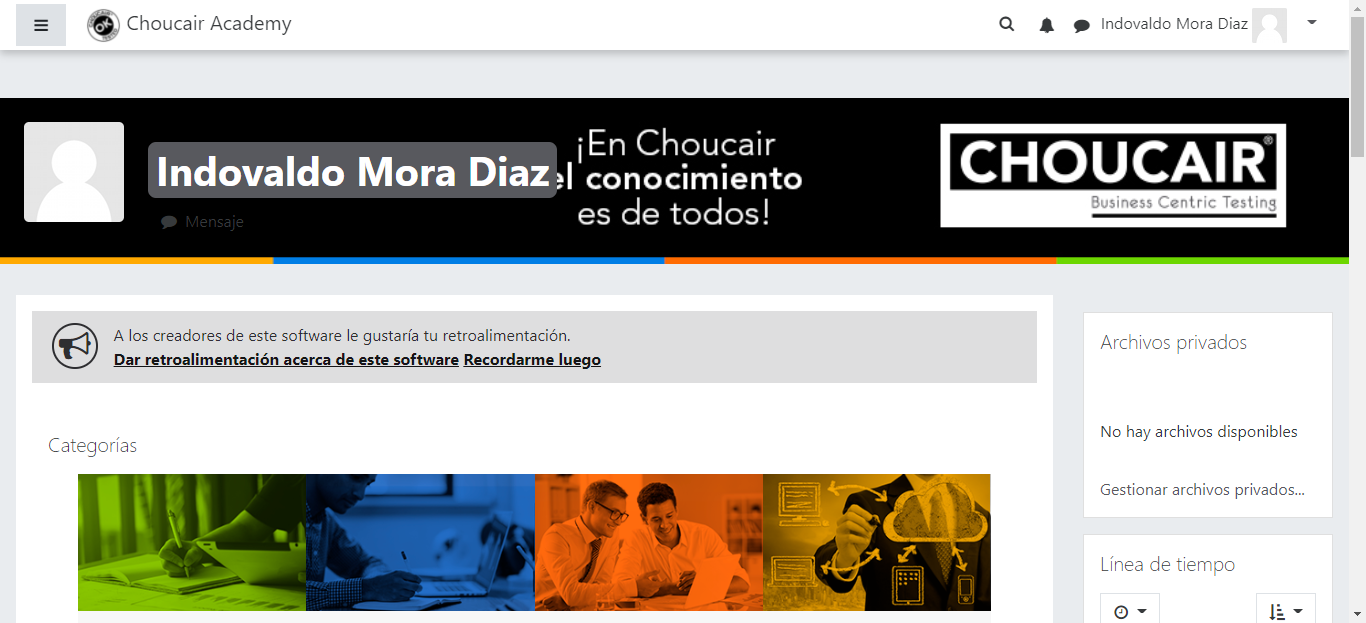 Choucair Academy
Indovaldo Mora Diaz
Indovaldo Mora Diaz
Mensaje
¡En Choucair
el conocimiento
es de todos!
CHOUCAIR®
Business Centric Testing
A los creadores de este software le gustaría tu retroalimentación.
Dar retroalimentación acerca de este software Recordarme luego
Categorías
Archivos privados
No hay archivos disponibles
Gestionar archivos privados...
Línea de tiempo